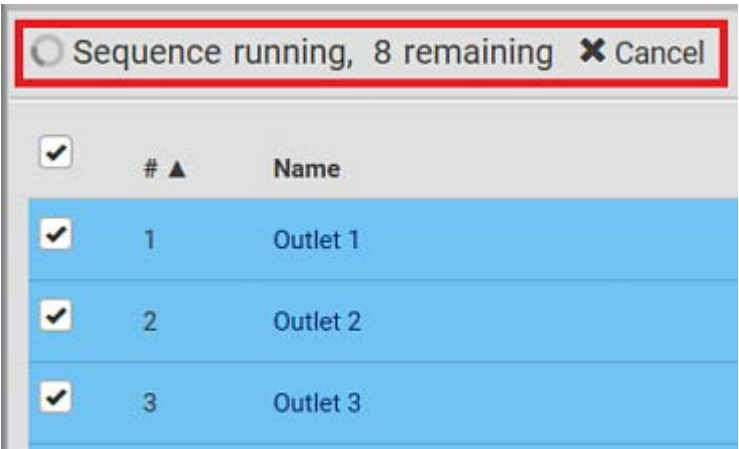 Sequence running, 8 remaining ✖ Cancel
# ▲ Name
1 Outlet 1
2 Outlet 2
3 Outlet 3